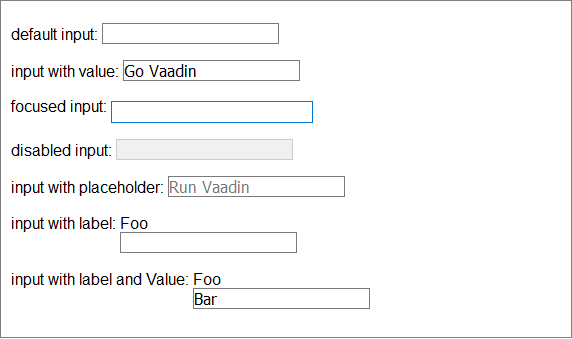 default input:
input with value: Go Vaadin
focused input:
disabled input:
input with placeholder: Run Vaadin
input with label: Foo
input with label and Value: Foo
Bar